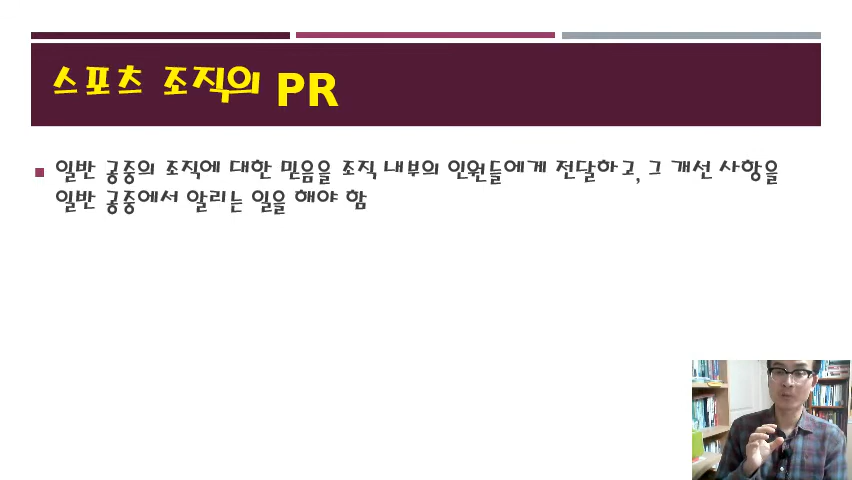 스포츠 조직의 PR
일반 공중의 조직에 대한 믿음을 조직 내부의 인원들에게 전달하고, 그 개선 사항을
일반 공중에서 알리는 일을 해야 함